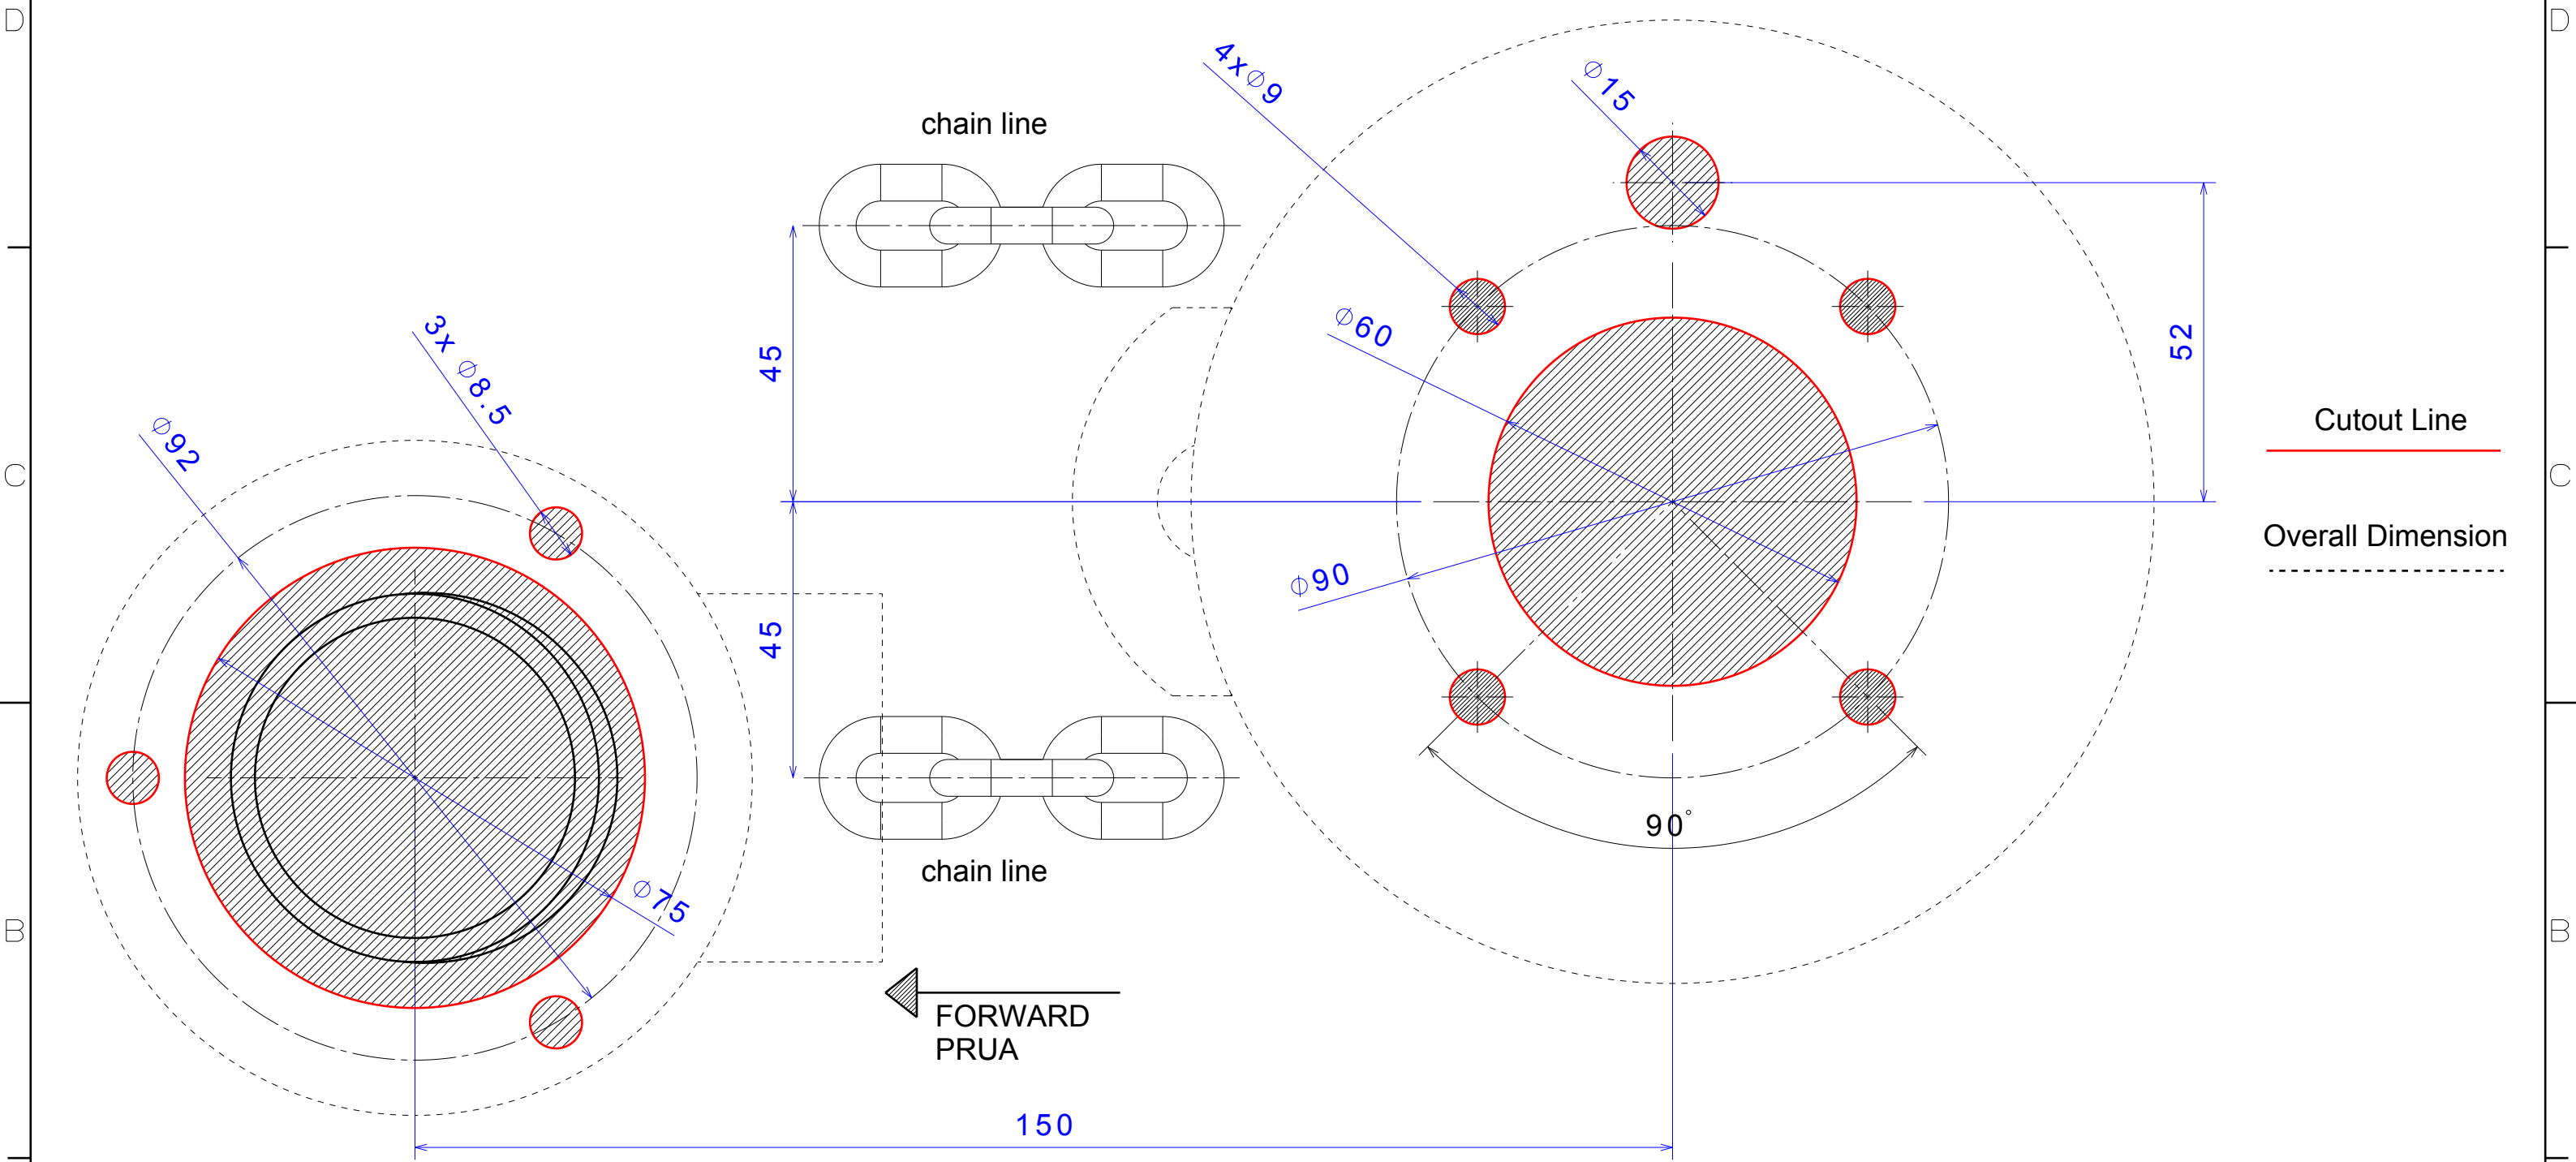 D
D
4x∅9
∅15
chain line
3x ∅8.5
∅60
45
52
∅92
Cutout Line
C
C
Overall Dimension
∅90
45
90°
chain line
∅75
B
B
FORWARD
PRUA
150